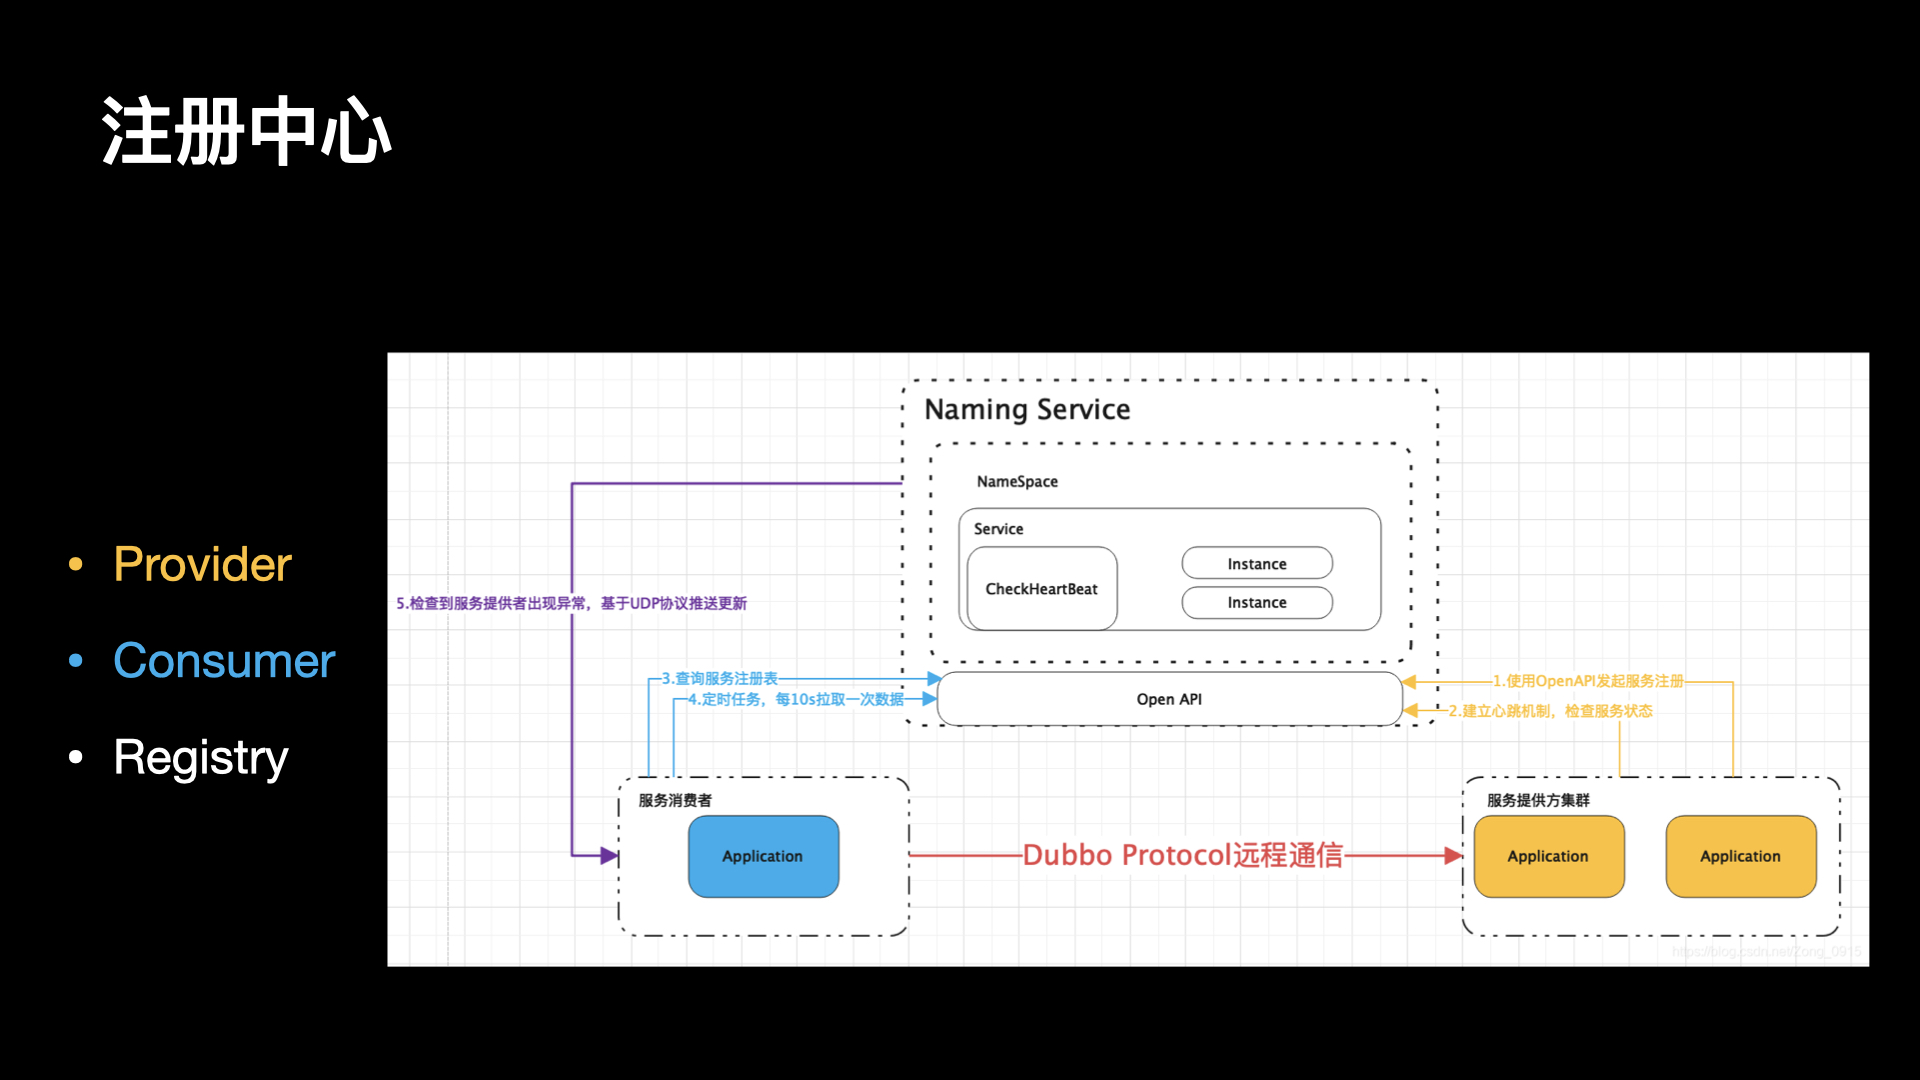 注册中心
• Provider
• Consumer
• Registry
Naming Service
NameSpace
Service
CheckHeartBeat
Instance
Instance
5.检查到服务提供者出现异常，基于UDP协议推送更新
3.查询服务注册表
4.定时任务，每10s拉取一次数据
Open API
1.使用OpenAPI发起服务注册
2.建立心跳机制，检查服务状态
服务消费者
Application
Dubbo Protocol远程通信
服务提供方集群
Application
Application
https://blog.csdn.net/Zong_0915